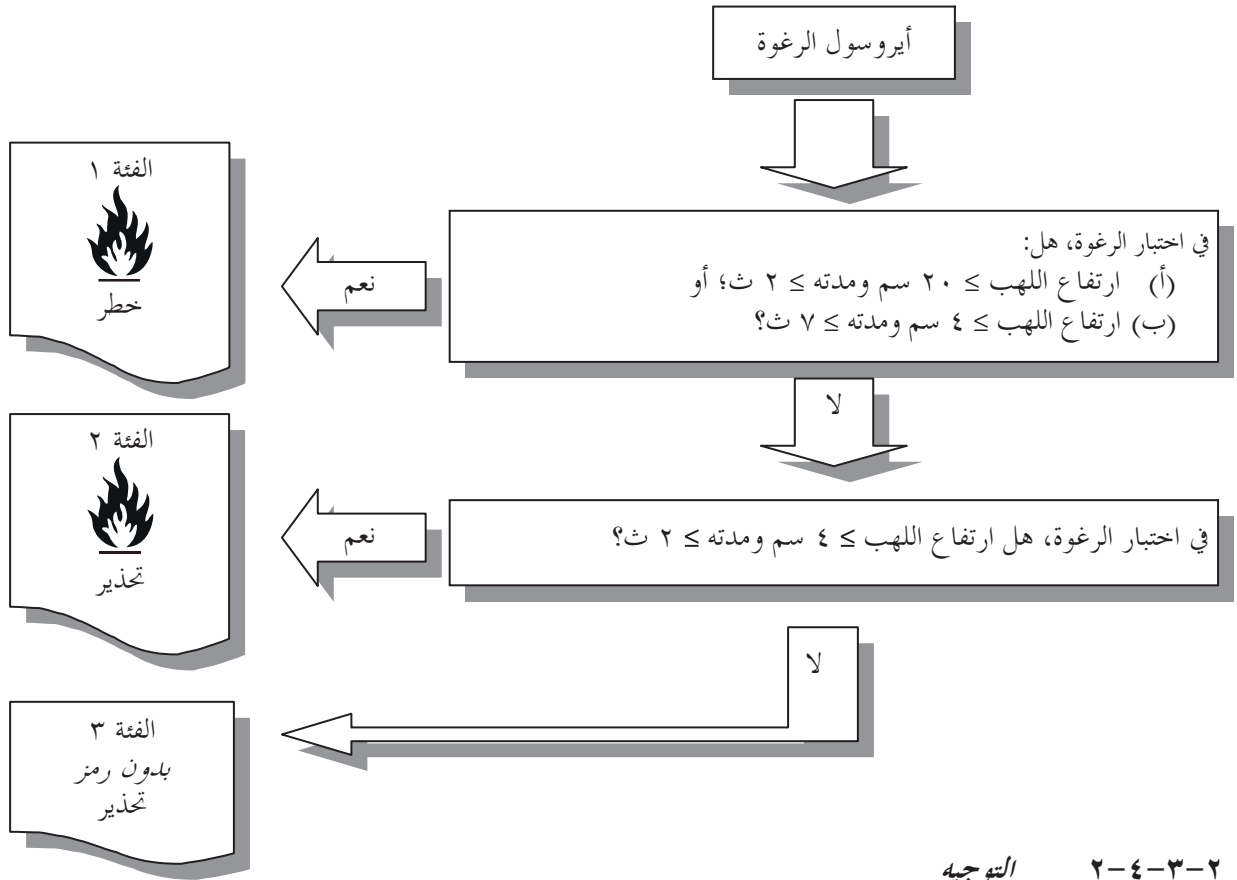 أيروسول الرغوة
في اختبار الرغوة، هل:
(أ) ارتفاع اللهب ≥ ٢٠ سم ومدته ≥ ٢ ث؛ أو
(ب) ارتفاع اللهب ≥ ٤ سم ومدته ≥ ٧ ث؟
نعم
الفئة ١
خطر
لا
في اختبار الرغوة، هل ارتفاع اللهب ≥ ٤ سم ومدته ≥ ٢ ث؟
نعم
الفئة ٢
تحذير
لا
الفئة ٣
بدون رمز
تحذير
٢-٣-٤-٢ التوجيه